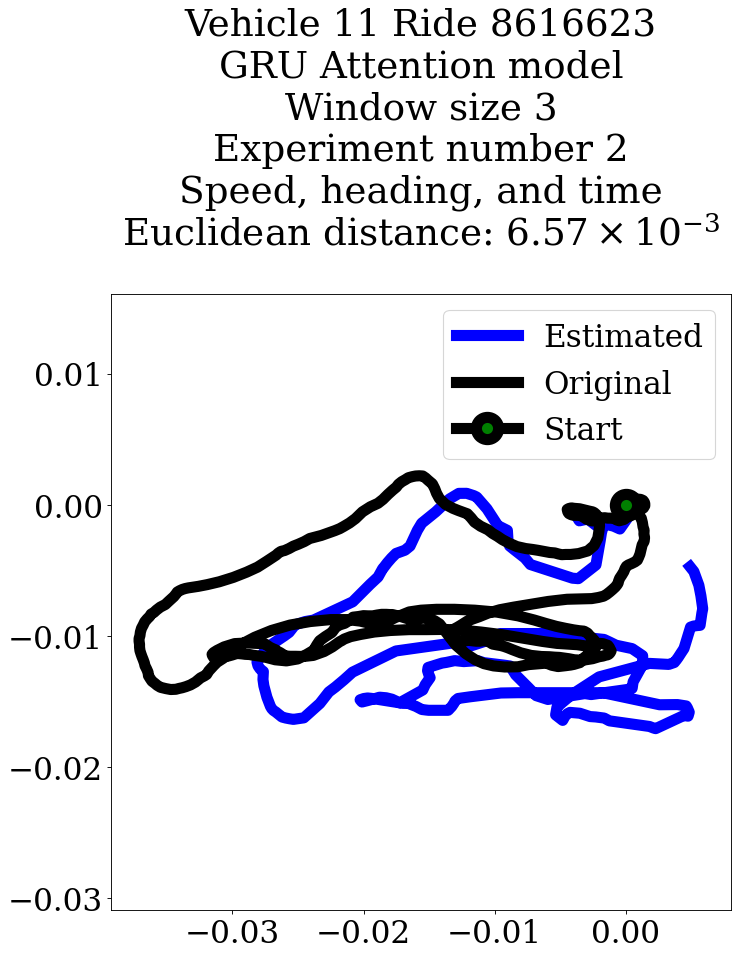 Vehicle 11 Ride 8616623
GRU Attention model
Window size 3
Experiment number 2
Speed, heading, and time
Euclidean distance: 6.57 × 10⁻³
Estimated
Original
Start
0.01
0.00
−0.01
−0.02
−0.03
−0.03 −0.02 −0.01 0.00